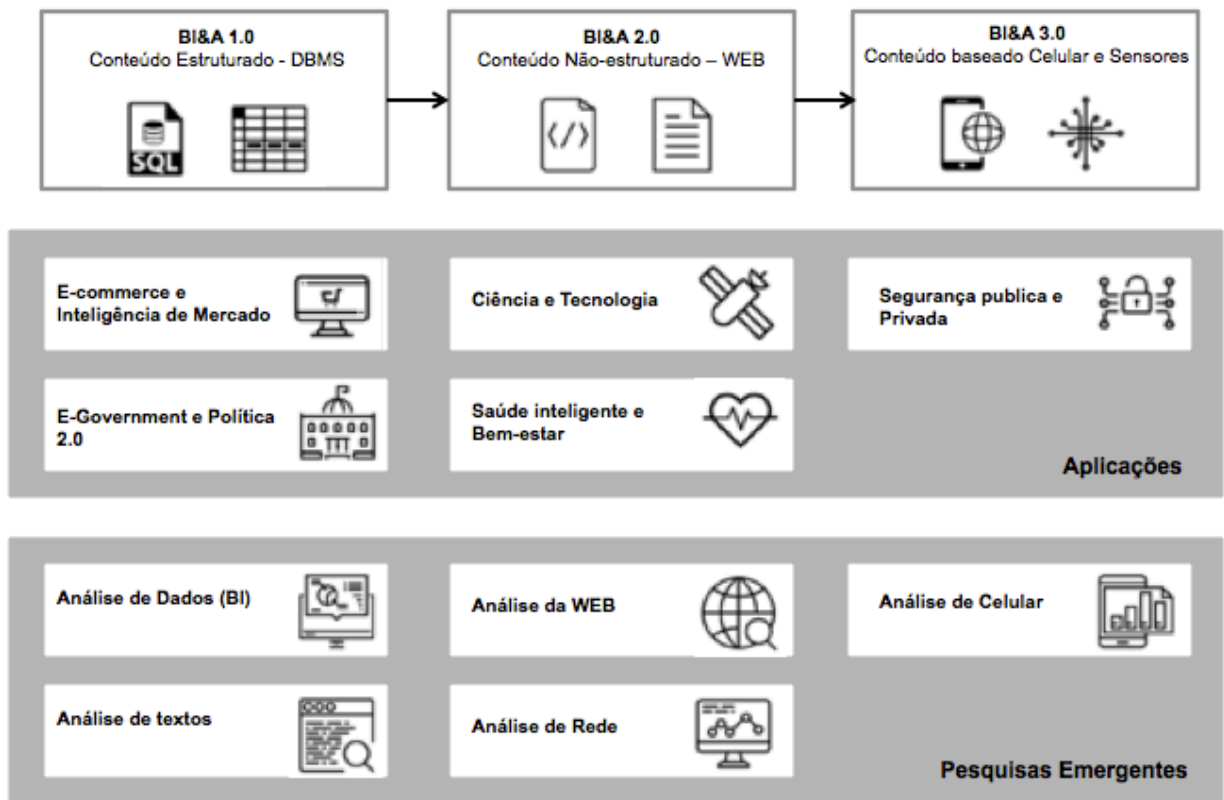 BI&A 1.0
Conteúdo Estruturado - DBMS
SQL
BI&A 2.0
Conteúdo Não-estruturado – WEB
BI&A 3.0
Conteúdo baseado Celular e Sensores
E-commerce e
Inteligência de Mercado
Ciência e Tecnologia
Segurança publica e
Privada
E-Government e Política
2.0
Saúde inteligente e
Bem-estar
Aplicações
Análise de Dados (BI)
Análise da WEB
Análise de Celular
Análise de textos
Análise de Rede
Pesquisas Emergentes